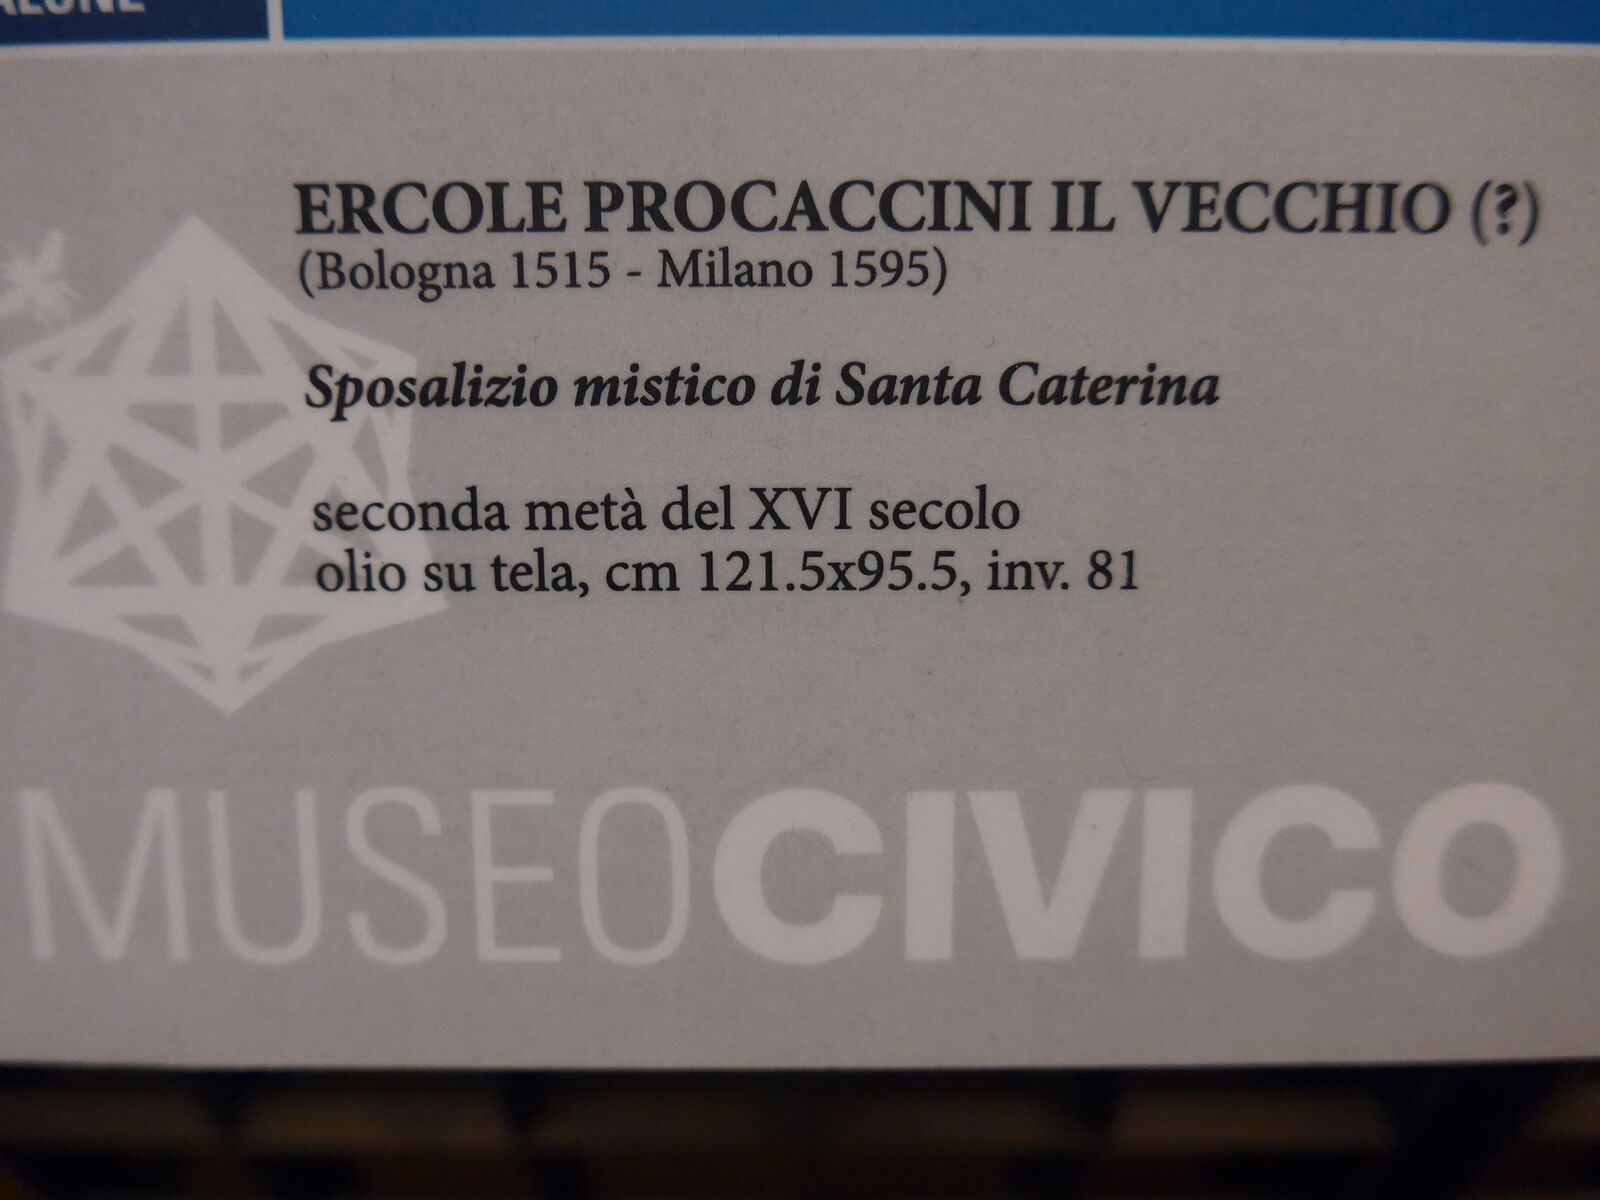 ERCOLE PROCACCINI IL VECCHIO (?)
(Bologna 1515 - Milano 1595)
Sposalizio mistico di Santa Caterina
seconda metà del XVI secolo
olio su tela, cm 121.5x95.5, inv. 81
MUSEOCIVICO